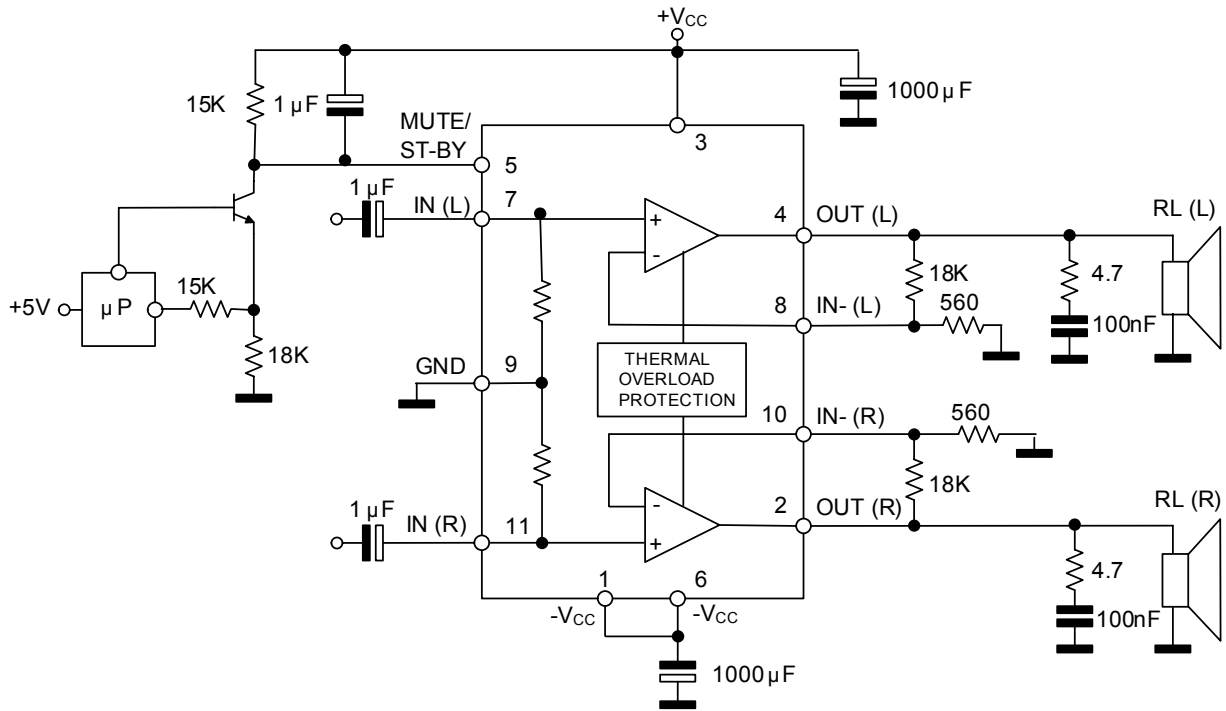 +VCC
15K
1 µF
1000 µF
MUTE/
ST-BY
3
5
1 µF
IN (L)
7
4
OUT (L)
RL (L)
+
-
18K
4.7
+5V
µP
15K
8
IN- (L)
560
100nF
18K
GND
9
THERMAL
OVERLOAD
PROTECTION
10
IN- (R)
560
18K
1 µF
IN (R)
11
-
+
2
OUT (R)
RL (R)
4.7
1
6
-VCC
-VCC
100nF
1000 µF